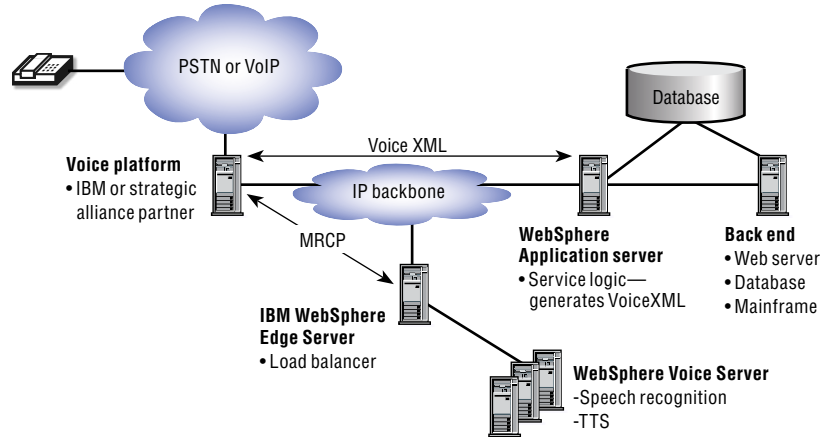 PSTN or VoIP
Database
Voice XML
Voice platform
• IBM or strategic
alliance partner
IP backbone
MRCP
WebSphere
Application server
• Service logic—
generates VoiceXML
Back end
• Web server
• Database
• Mainframe
IBM WebSphere
Edge Server
• Load balancer
WebSphere Voice Server
-Speech recognition
-TTS